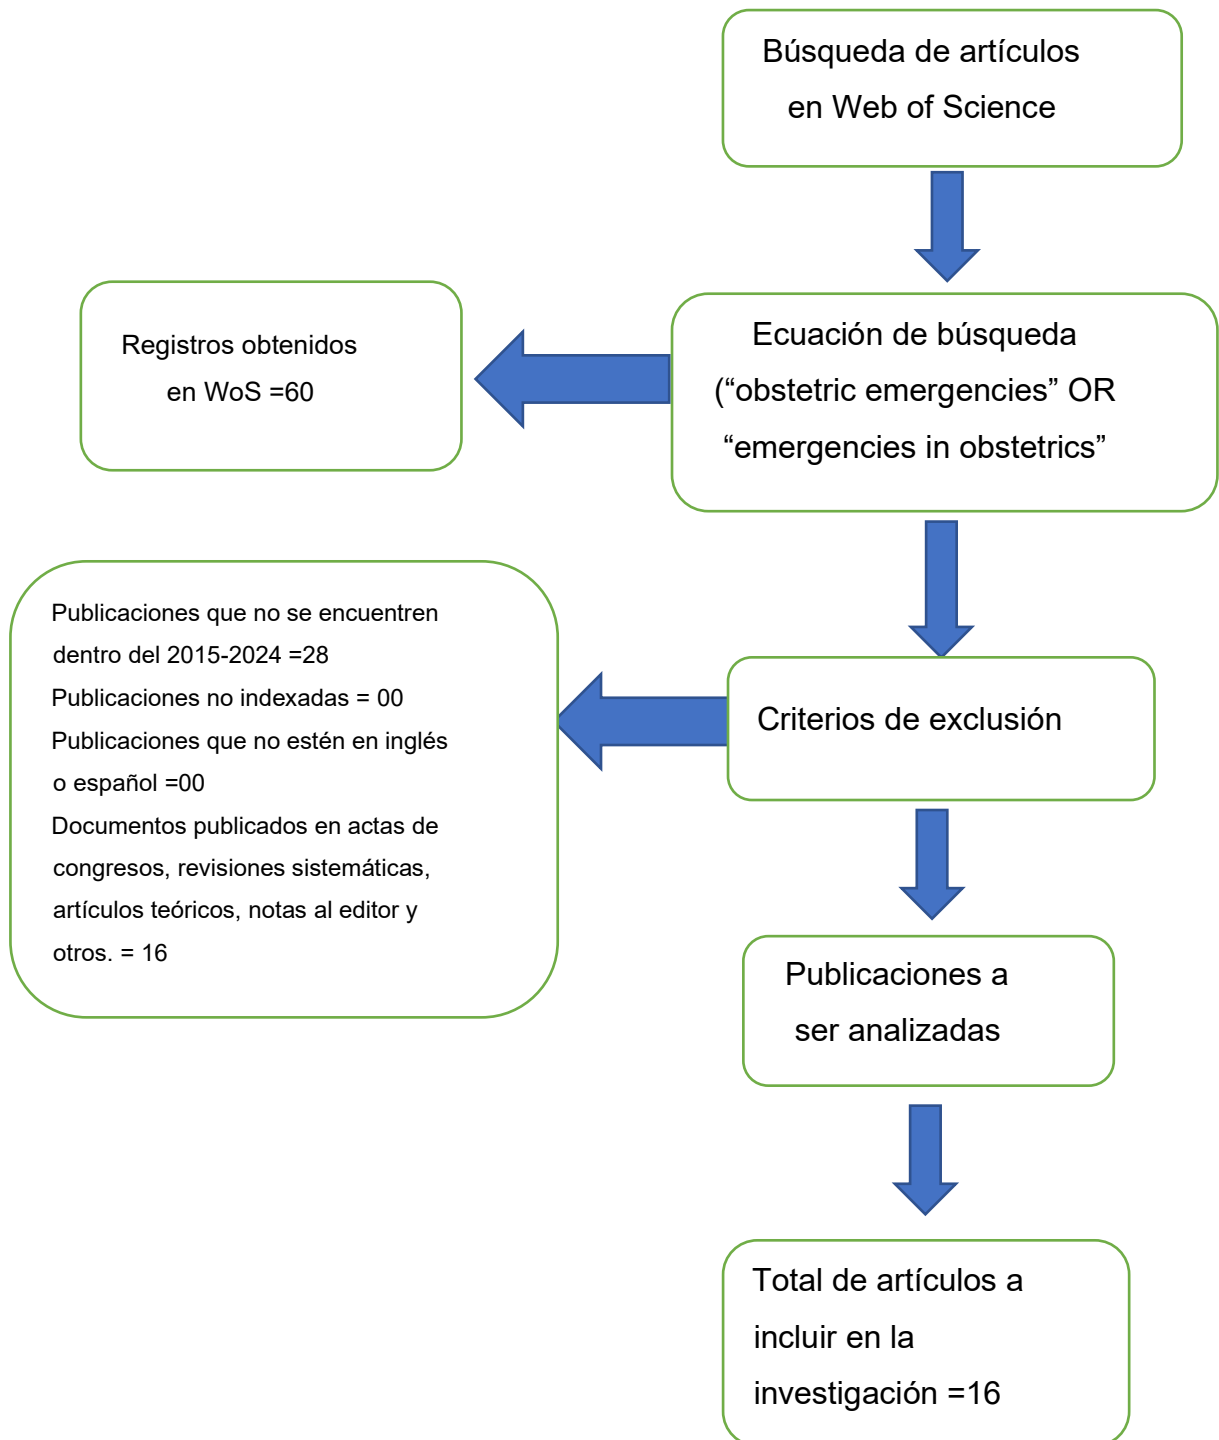 Búsqueda de artículos
en Web of Science
Ecuación de búsqueda
(“obstetric emergencies” OR
“emergencies in obstetrics”
Registros obtenidos
en WoS =60
Criterios de exclusión
Publicaciones que no se encuentren
dentro del 2015-2024 =28
Publicaciones no indexadas = 00
Publicaciones que no estén en inglés
o español =00
Documentos publicados en actas de
congresos, revisiones sistemáticas,
artículos teóricos, notas al editor y
otros. = 16
Publicaciones a
ser analizadas
Total de artículos a
incluir en la
investigación =16